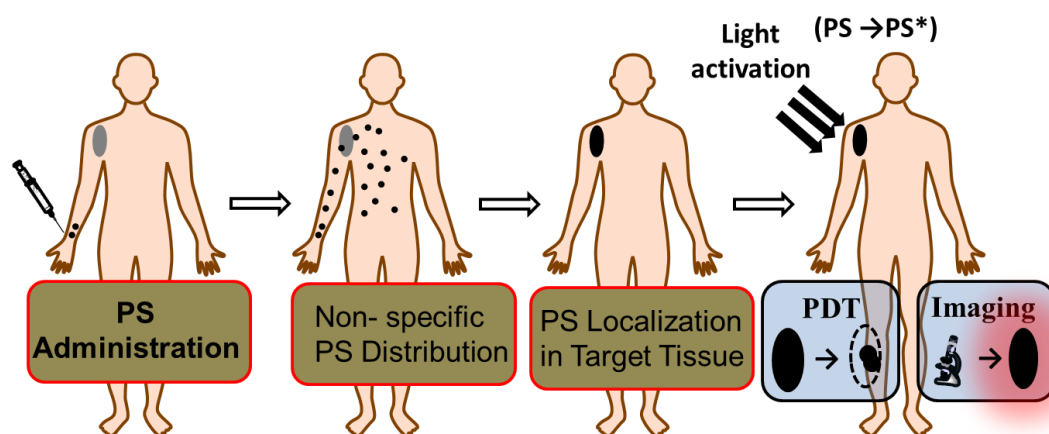 Light
activation
(PS →PS*)
PS
Administration
Non- specific
PS Distribution
PS Localization
in Target Tissue
PDT
Imaging